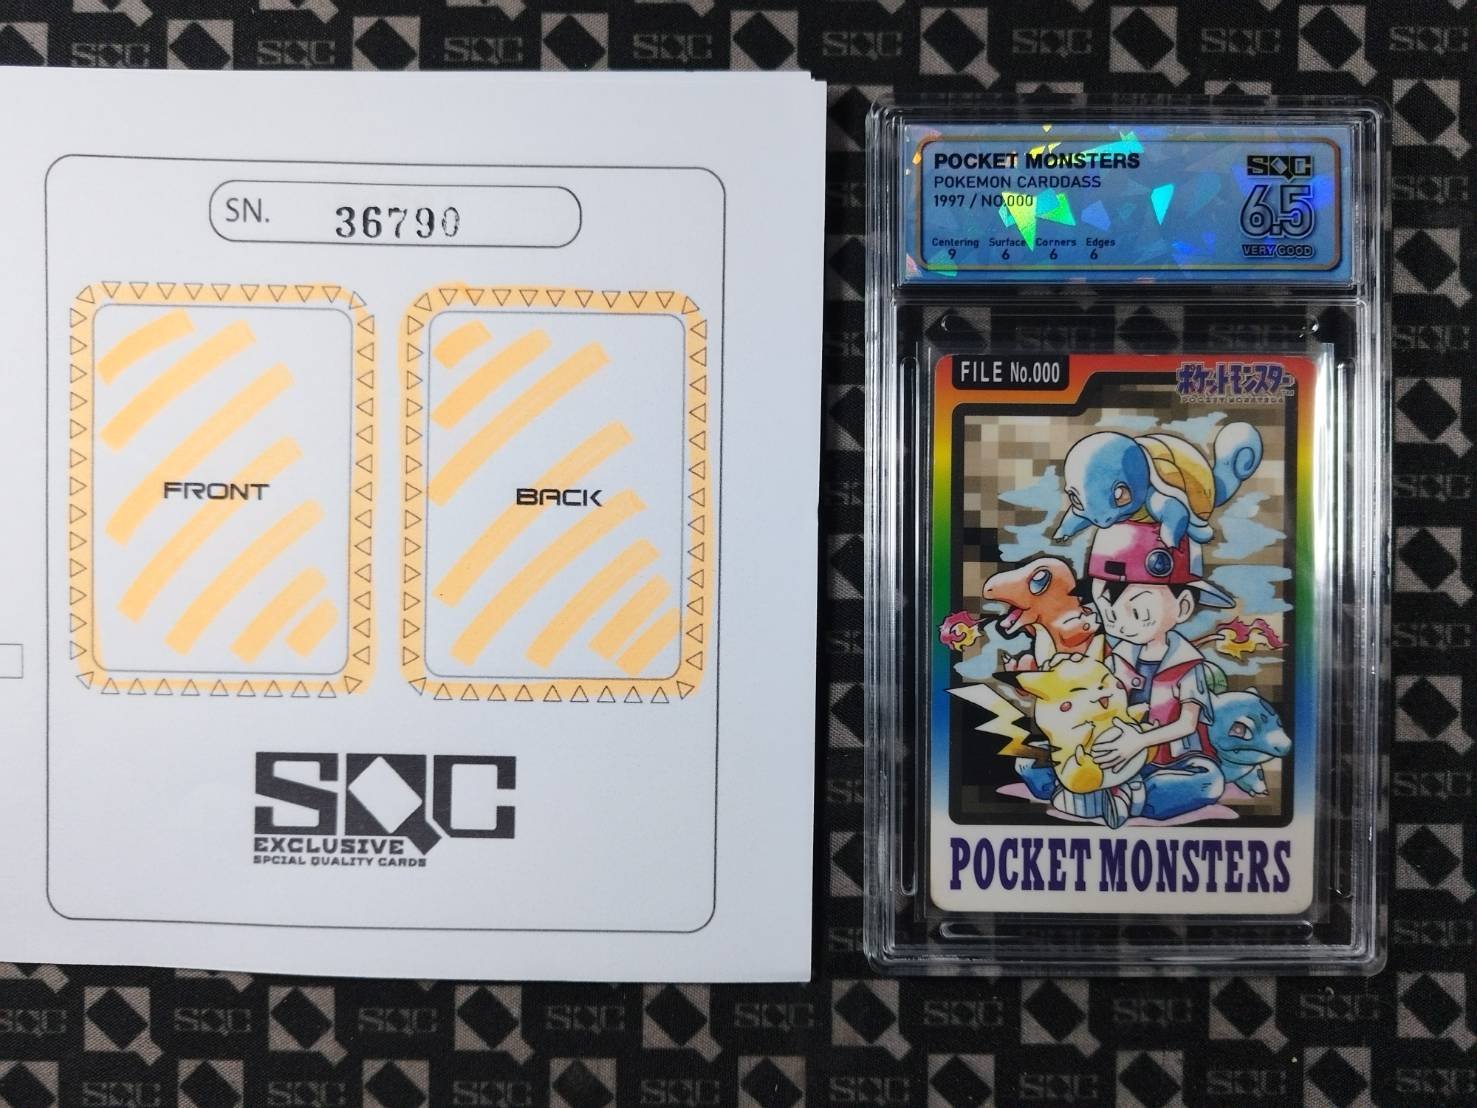 SN. 36790
FRONT
BACK
SQC
EXCLUSIVE
SPCIAL QUALITY CARDS
POCKET MONSTERS
POKEMON CARDDASS
1997 / NO.000
SQC
6.5
VERY GOOD
Centering Surface Corners Edges
9 6 6 6
FILE No.000
ポケットモンスター
POCKET MONSTERS
POCKET MONSTERS